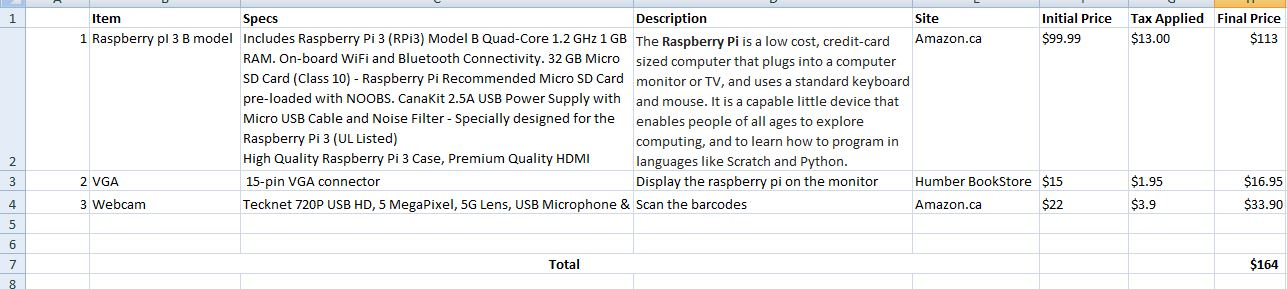 Item Specs Description Site Initial Price Tax Applied Final Price
1
1 Raspberry pI 3 B model
Includes Raspberry Pi 3 (RPi3) Model B Quad-Core 1.2 GHz 1 GB
RAM. On-board WiFi and Bluetooth Connectivity. 32 GB Micro
SD Card (Class 10) - Raspberry Pi Recommended Micro SD Card
pre-loaded with NOOBS. CanaKit 2.5A USB Power Supply with
Micro USB Cable and Noise Filter - Specially designed for the
Raspberry Pi 3 (UL Listed)
High Quality Raspberry Pi 3 Case, Premium Quality HDMI
The Raspberry Pi is a low cost, credit-card
sized computer that plugs into a computer
monitor or TV, and uses a standard keyboard
and mouse. It is a capable little device that
enables people of all ages to explore
computing, and to learn how to program in
languages like Scratch and Python.
Amazon.ca $99.99 $13.00 $113
2
3 2 VGA 15-pin VGA connector Display the raspberry pi on the monitor Humber BookStore $15 $1.95 $16.95
4 3 Webcam Tecknet 720P USB HD, 5 MegaPixel, 5G Lens, USB Microphone & Scan the barcodes Amazon.ca $22 $3.9 $33.90
5
6
7 Total $164
8